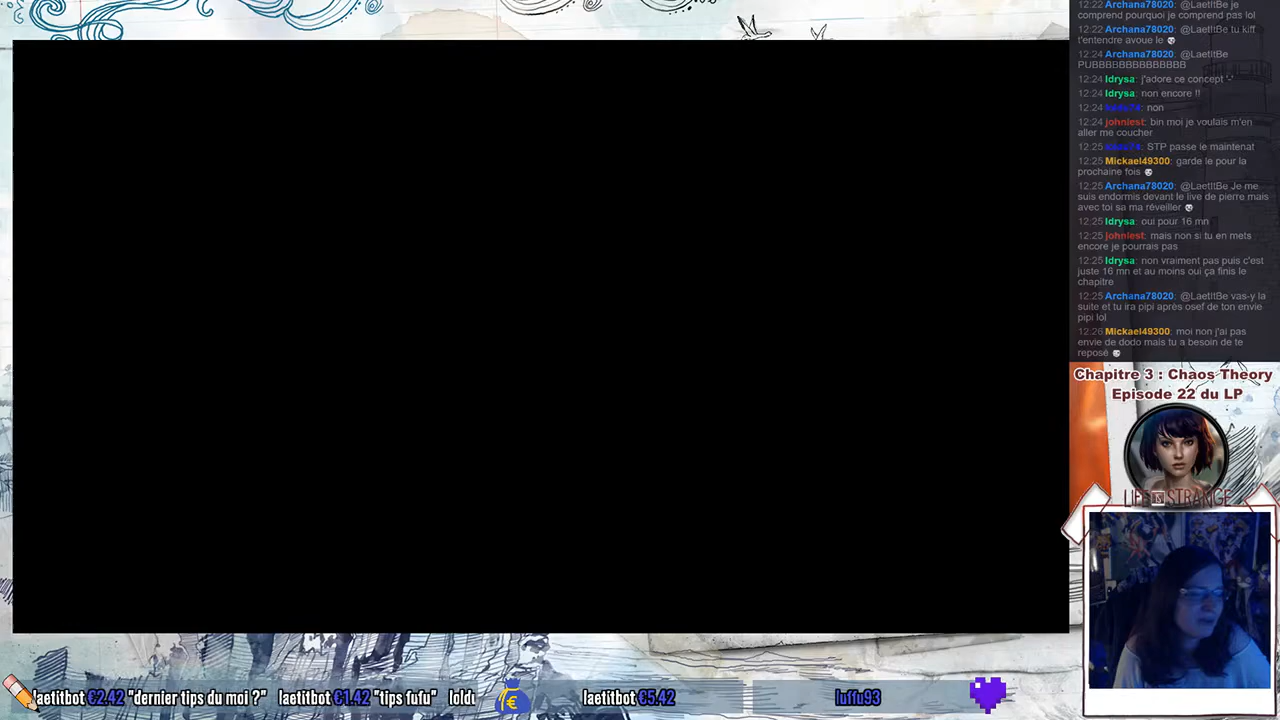 12:22 Archana78020: @LaetitBe je
comprend pourquoi je comprend pas lol
12:22 Archana78020: @LaetitBe tu kiff
t'entendre avoue le
12:24 Archana78020: @LaetitBe
PUBBBBBBBBBBBBBB
12:24 Idrysa: j'adore ce concept '-'
12:24 Idrysa: non encore !!
12:24 : non
12:24 johnlest: bin moi je voulais m'en
aller me coucher
12:25 : STP passe le maintenat
12:25 Mickael49300: garde le pour la
prochaine fois
12:25 Archana78020: @LaetitBe Je me
suis endormis devant le live de pierre mais
avec toi sa ma réveiller
12:25 Idrysa: oui pour 16 mn
12:25 johnlest: mais non si tu en mets
encore je pourrais pas
12:25 Idrysa: non vraiment pas puis c'est
juste 16 mn et au moins oui ça finis le
chapitre
12:25 Archana78020: @LaetitBe vas-y la
suite et tu ira pipi après osef de ton envie
pipi lol
12:26 Mickael49300: moi non j'ai pas
envie de dodo mais tu a besoin de te
reposé
Chapitre 3 : Chaos Theory
Episode 22 du LP
LIFE IS STRANGE
laetitbot €2.42 "dernier tips du moi ?" laetitbot €1.42 "tips fufu" loldu
laetitbot €5.42
luffu93